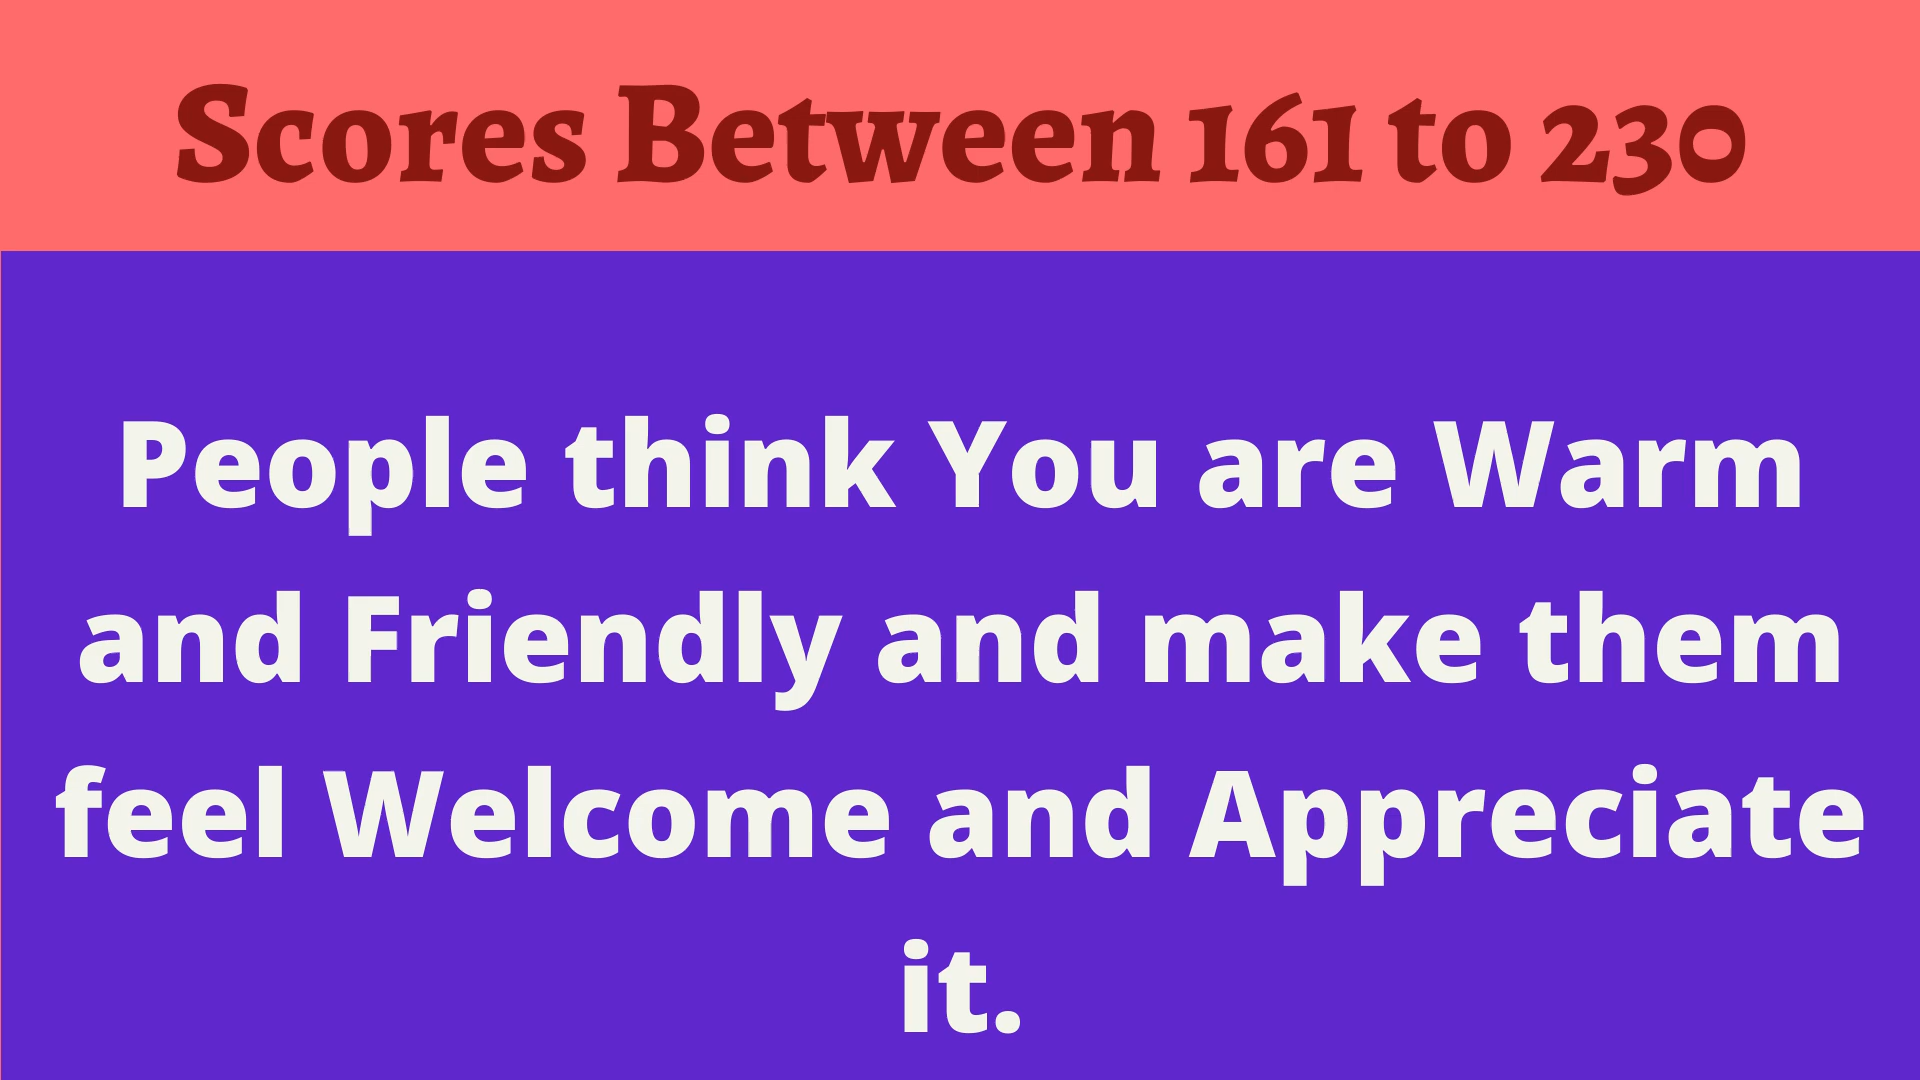 Scores Between 161 to 230
People think You are Warm
and Friendly and make them
feel Welcome and Appreciate
it.